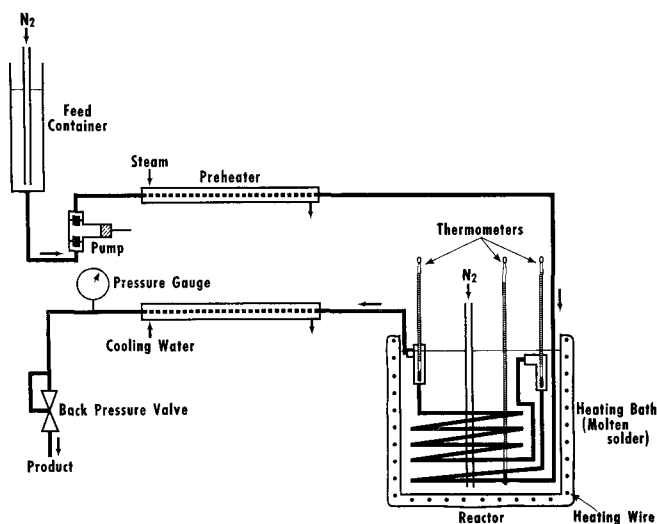 N2
Feed
Container
Steam
Preheater
Pump
Thermometers
N2
Pressure Gauge
Cooling Water
Back Pressure Valve
Product
Heating Bath
(Molten
solder)
Reactor
Heating Wire